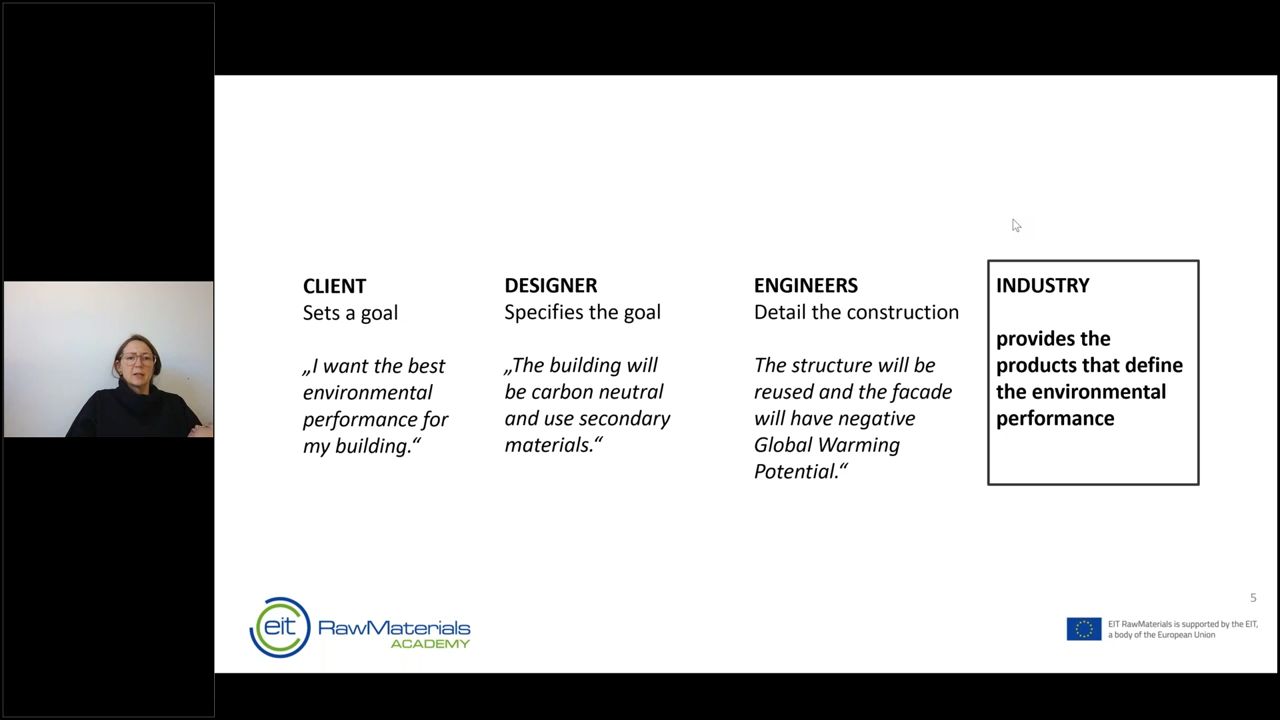 CLIENT
Sets a goal
„I want the best
environmental
performance for
my building.“
DESIGNER
Specifies the goal
„The building will
be carbon neutral
and use secondary
materials.“
ENGINEERS
Detail the construction
The structure will be
reused and the facade
will have negative
Global Warming
Potential.“
INDUSTRY
provides the
products that define
the environmental
performance
5
eit RawMaterials
ACADEMY
EIT RawMaterials is supported by the EIT,
a body of the European Union